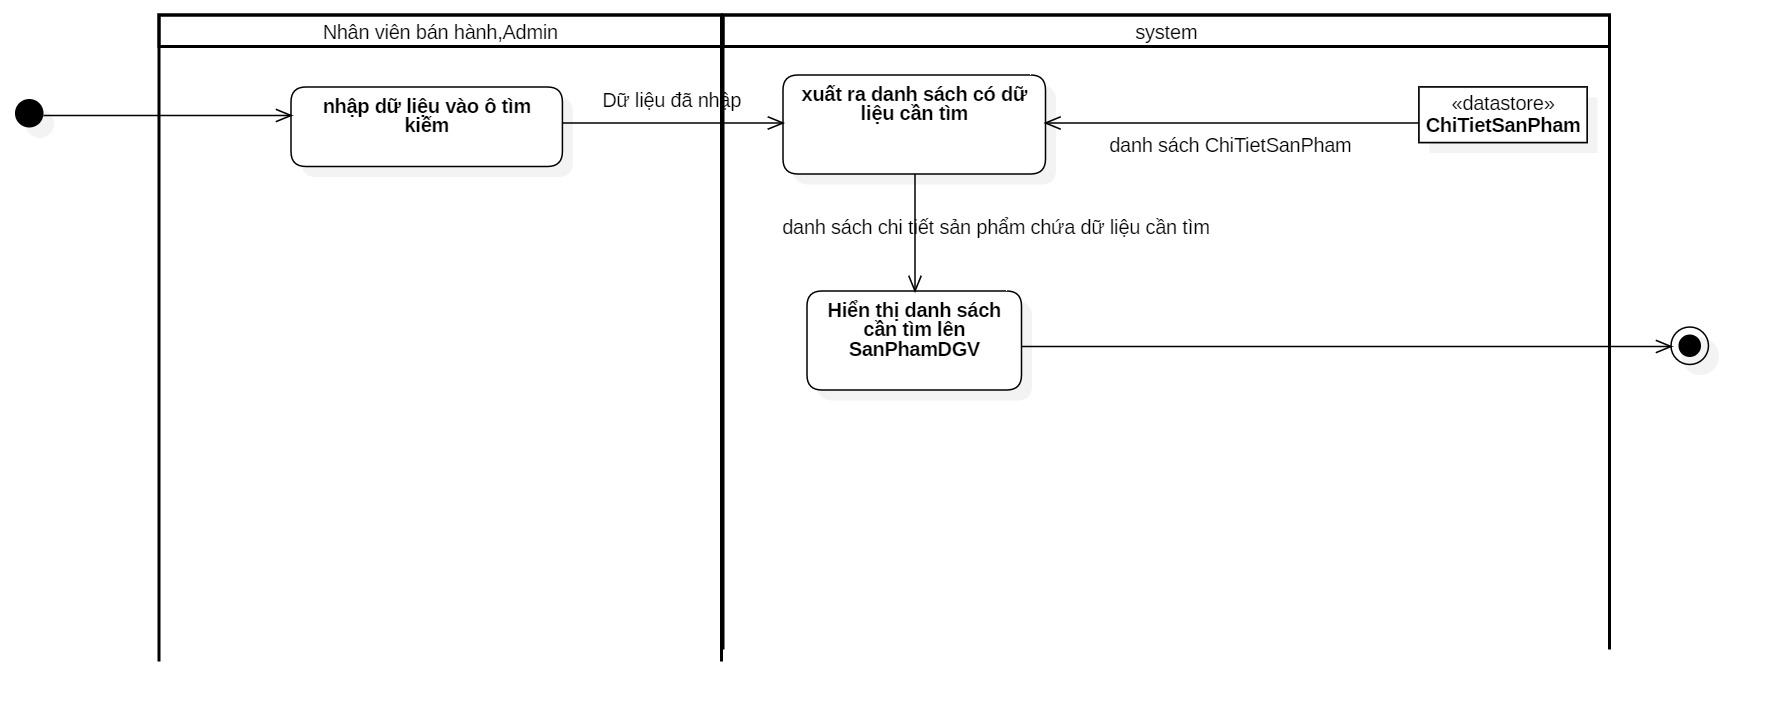 Nhân viên bán hành,Admin
system
nhập dữ liệu vào ô tìm
kiếm
Dữ liệu đã nhập
xuất ra danh sách có dữ
liệu cần tìm
«datastore»
ChiTietSanPham
danh sách ChiTietSanPham
danh sách chi tiết sản phẩm chứa dữ liệu cần tìm
Hiển thị danh sách
cần tìm lên
SanPhamDGV